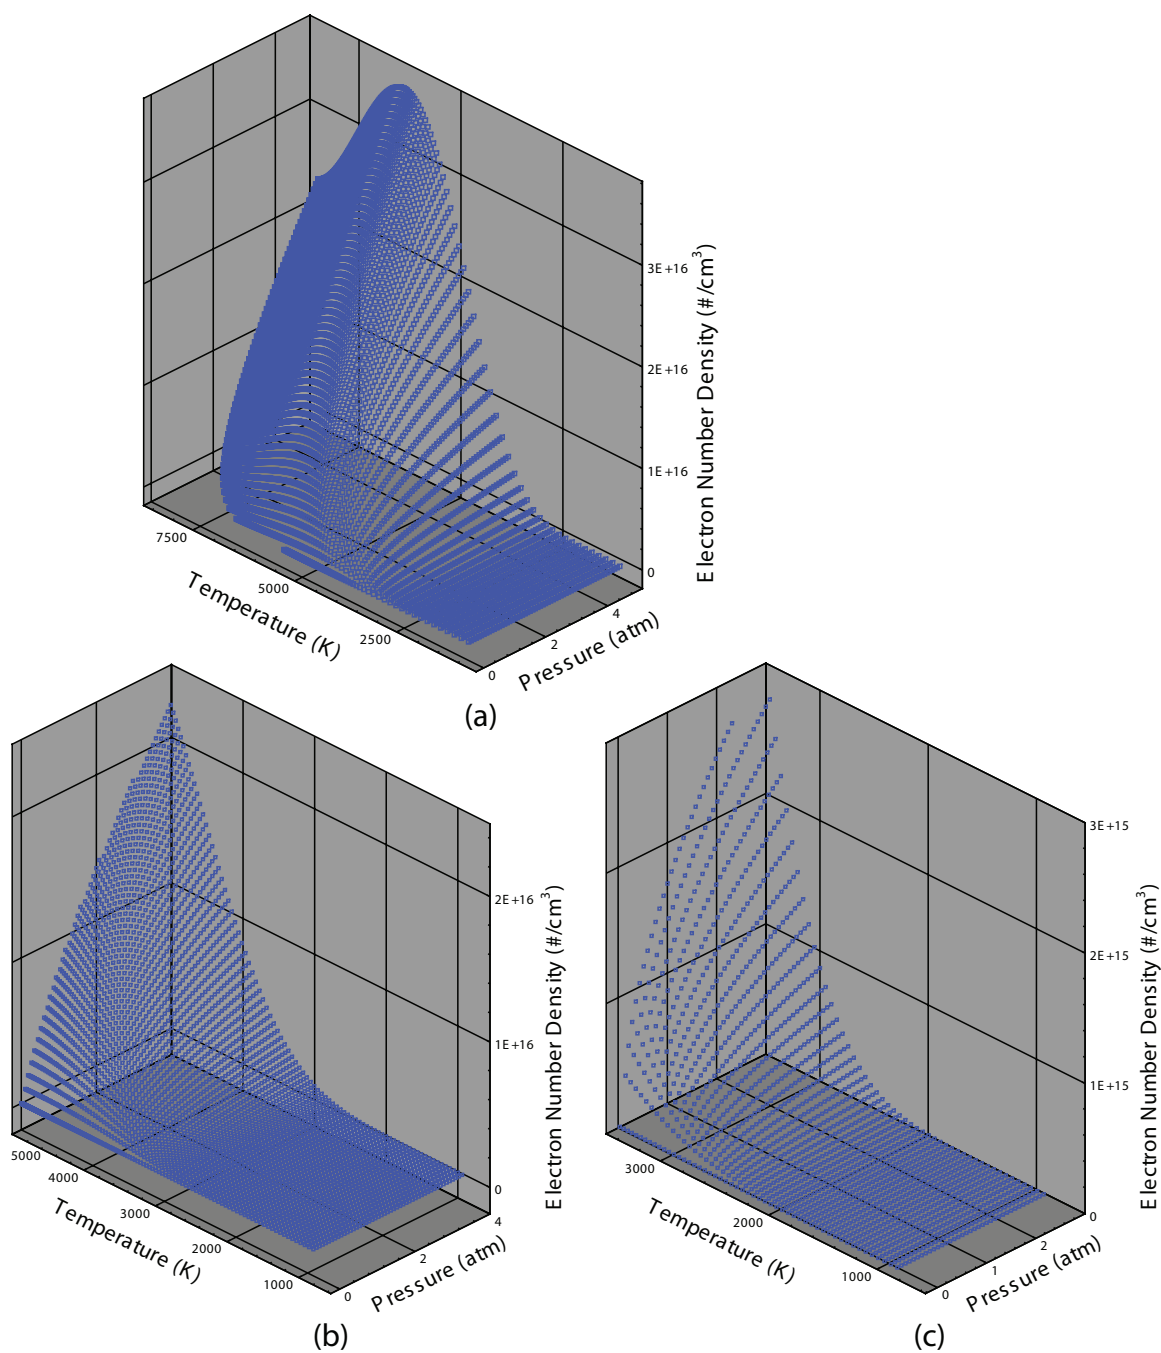 3E+16
2E+16
1E+16
0
Electron Number Density (#/cm³)
7500
5000
2500
Temperature (K)
0
2
4
Pressure (atm)
(a)
2E+16
1E+16
0
Electron Number Density (#/cm³)
5000
4000
3000
2000
1000
Temperature (K)
0
2
4
Pressure (atm)
(b)
3E+15
2E+15
1E+15
0
Electron Number Density (#/cm³)
3000
2000
1000
Temperature (K)
0
1
2
Pressure (atm)
(c)